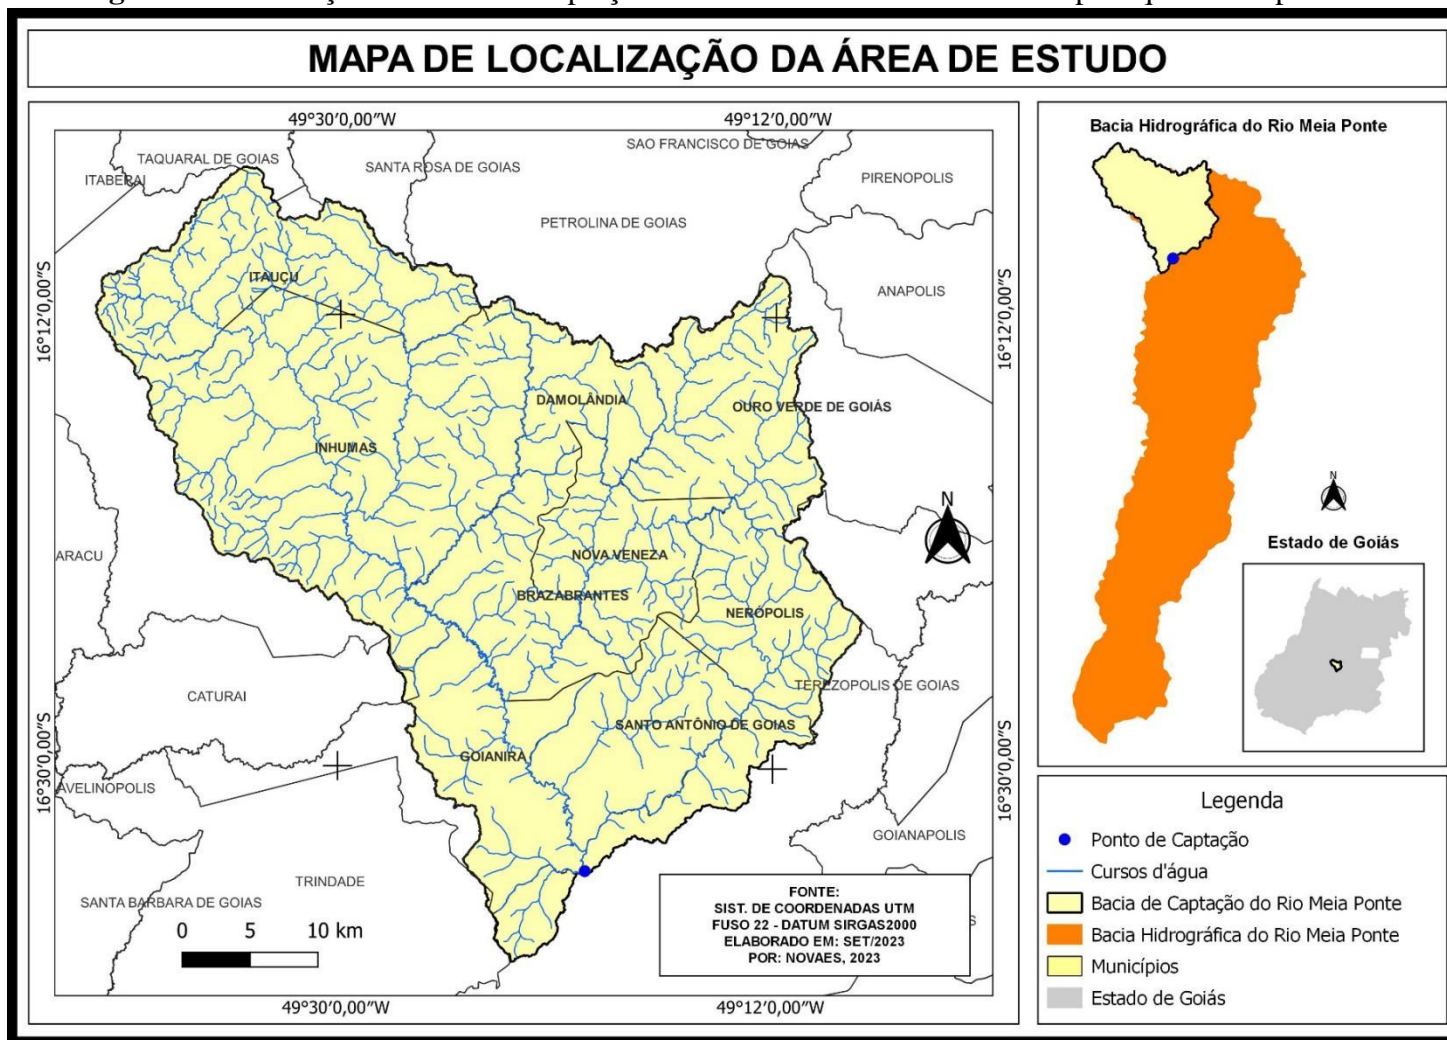 MAPA DE LOCALIZAÇÃO DA ÁREA DE ESTUDO
49°30'0,00"W
49°12'0,00"W
TAQUARAL DE GOIAS
SANTA ROSA DE GOIAS
SAO FRANCISCO DE GOIAS
ITABERAI
PIRENOPOLIS
PETROLINA DE GOIAS
ITAUÇU
ANAPOLIS
16°12'0,00"S
16°12'0,00"S
DAMOLÂNDIA
OURO VERDE DE GOIÁS
INHUMAS
N
ARACU
NOVA VENEZA
BRAZABRANTES
NERÓPOLIS
CATURAI
TEREZOPOLIS DE GOIAS
SANTO ANTÔNIO DE GOIAS
GOIANIRA
16°30'0,00"S
16°30'0,00"S
AVELINOPOLIS
GOIANAPOLIS
TRINDADE
SANTA BARBARA DE GOIAS
0 5 10 km
FONTE:
SIST. DE COORDENADAS UTM
FUSO 22 - DATUM SIRGAS2000
ELABORADO EM: SET/2023
POR: NOVAES, 2023
S
49°30'0,00"W
49°12'0,00"W
Bacia Hidrográfica do Rio Meia Ponte
N
Estado de Goiás
Legenda
Ponto de Captação
Cursos d'água
Bacia de Captação do Rio Meia Ponte
Bacia Hidrográfica do Rio Meia Ponte
Municípios
Estado de Goiás